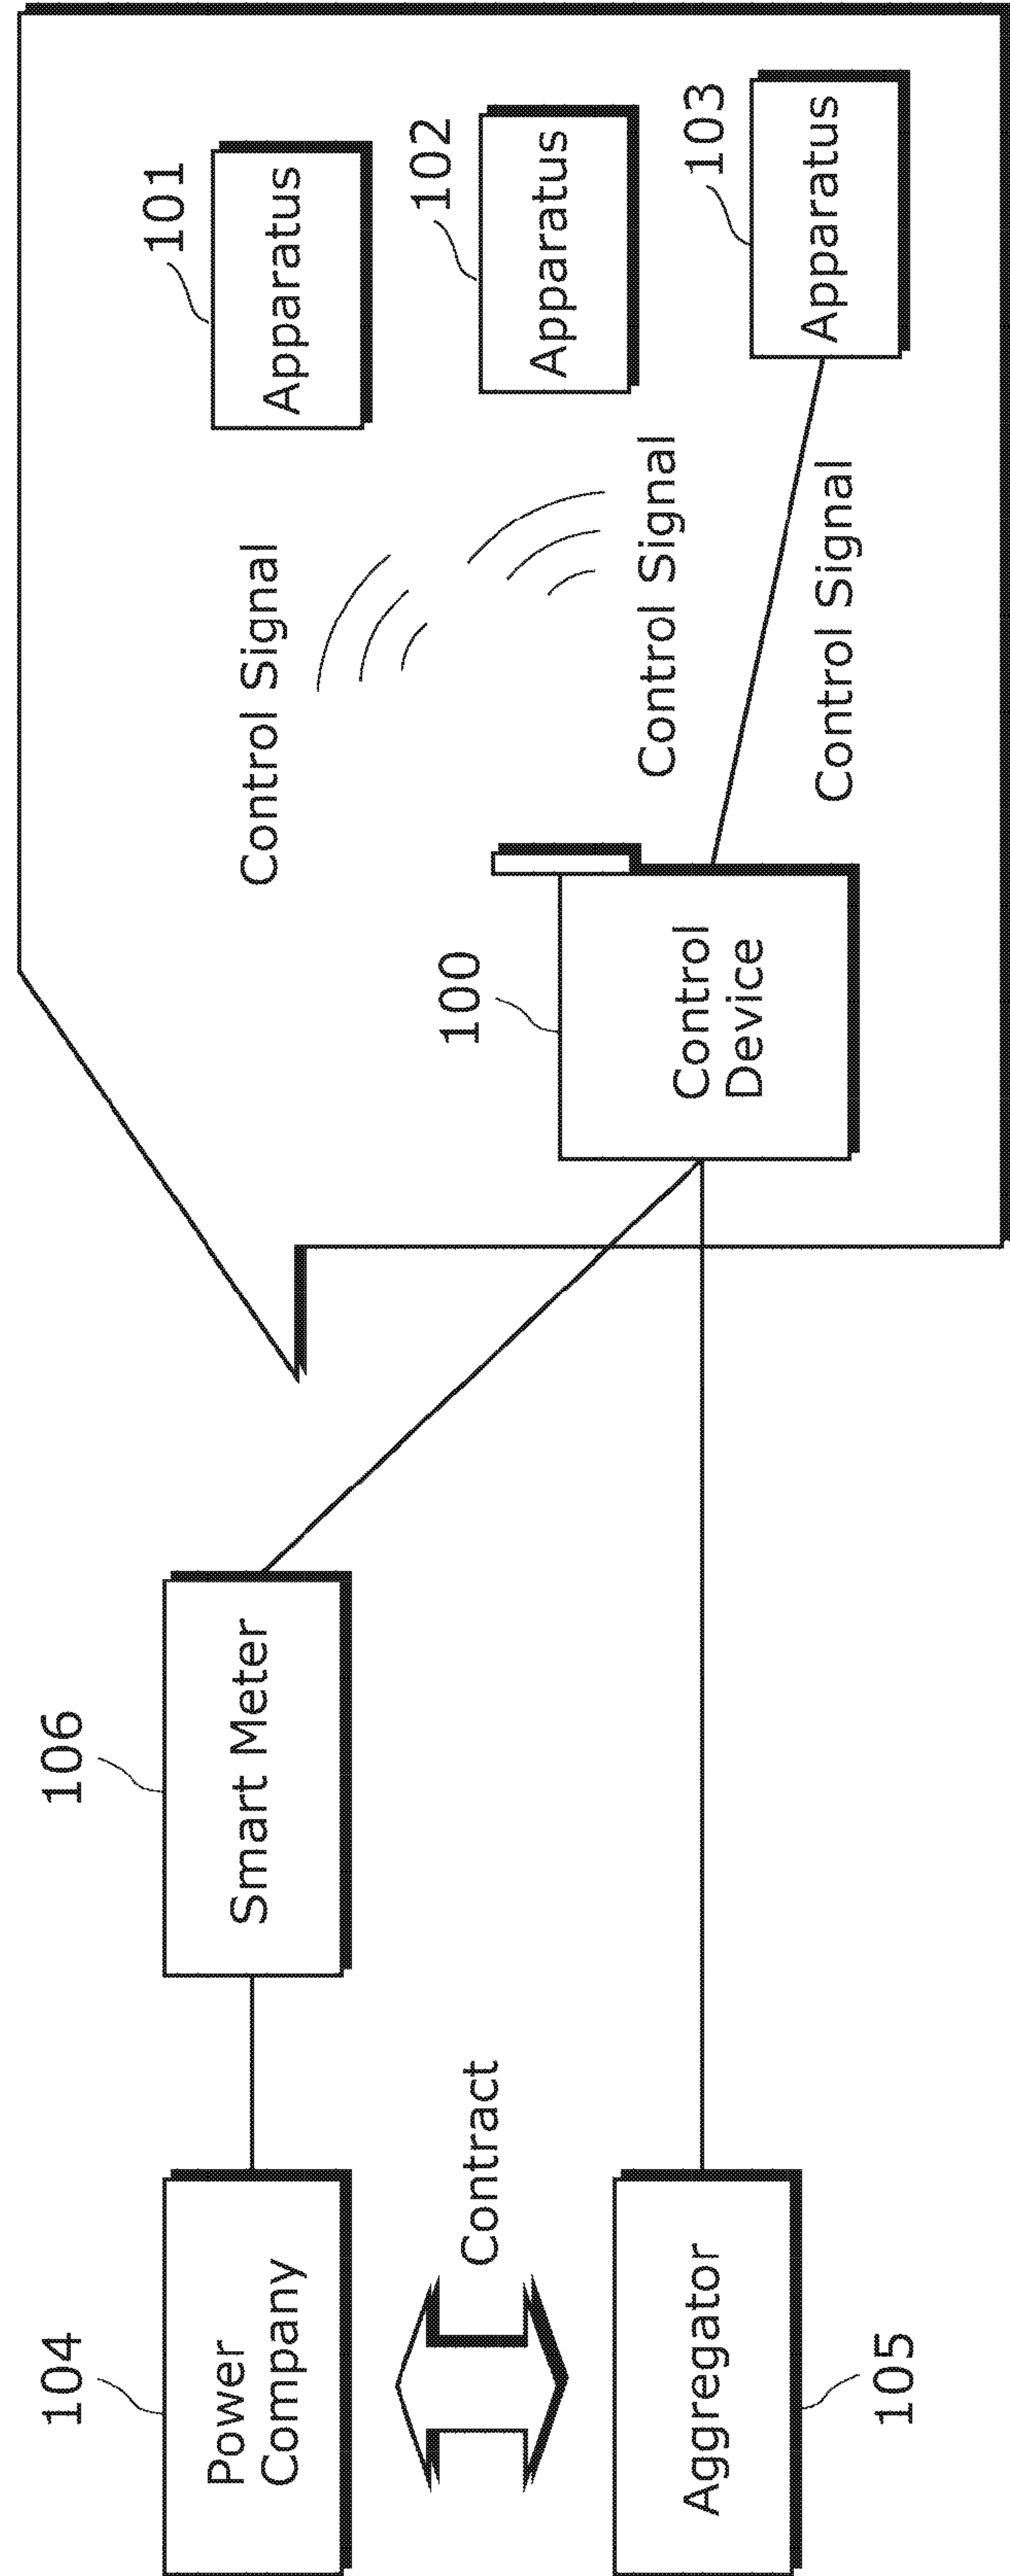 104
Power
Company
106
Smart Meter
Contract
Aggregator
105
100
Control
Device
Control Signal
Control Signal
Control Signal
101
Apparatus
102
Apparatus
103
Apparatus